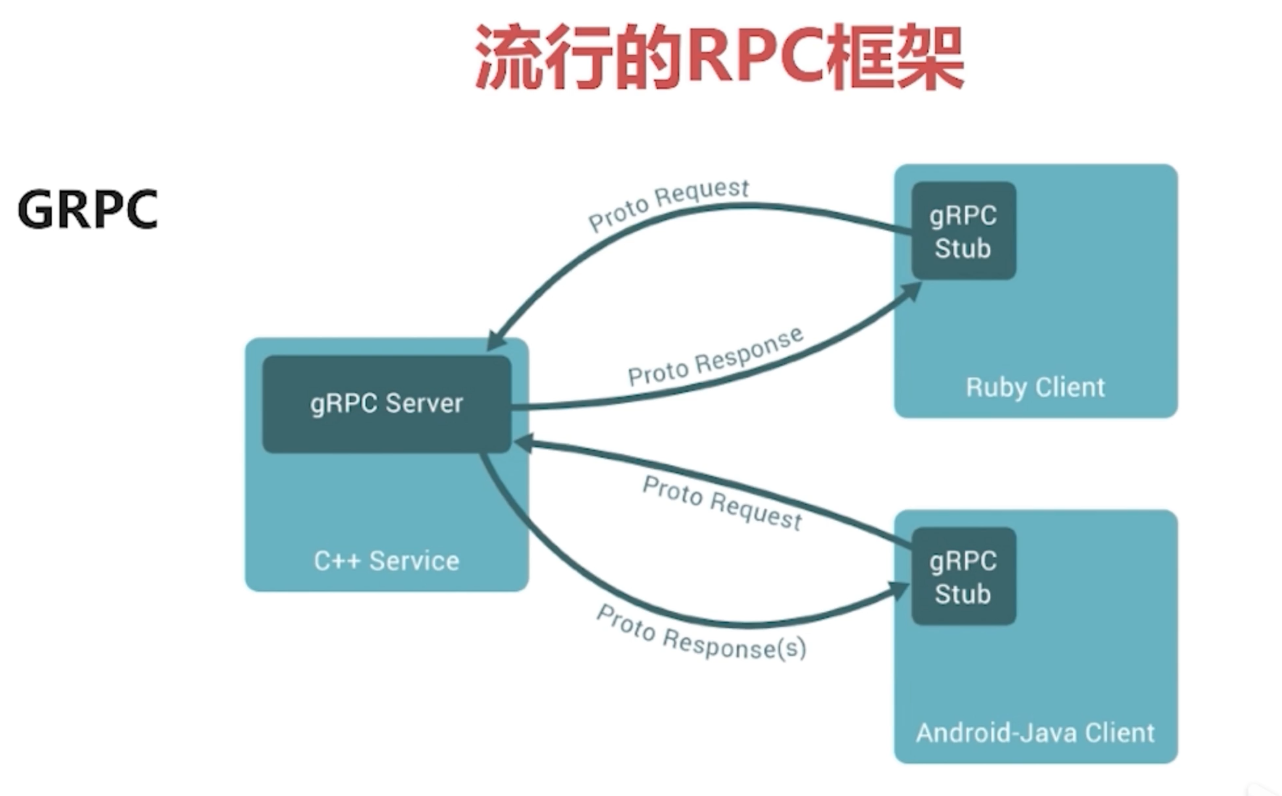 流行的RPC框架
GRPC
Proto Request
gRPC
Stub
Proto Response
Ruby Client
gRPC Server
C++ Service
Proto Request
gRPC
Stub
Proto Response(s)
Android-Java Client